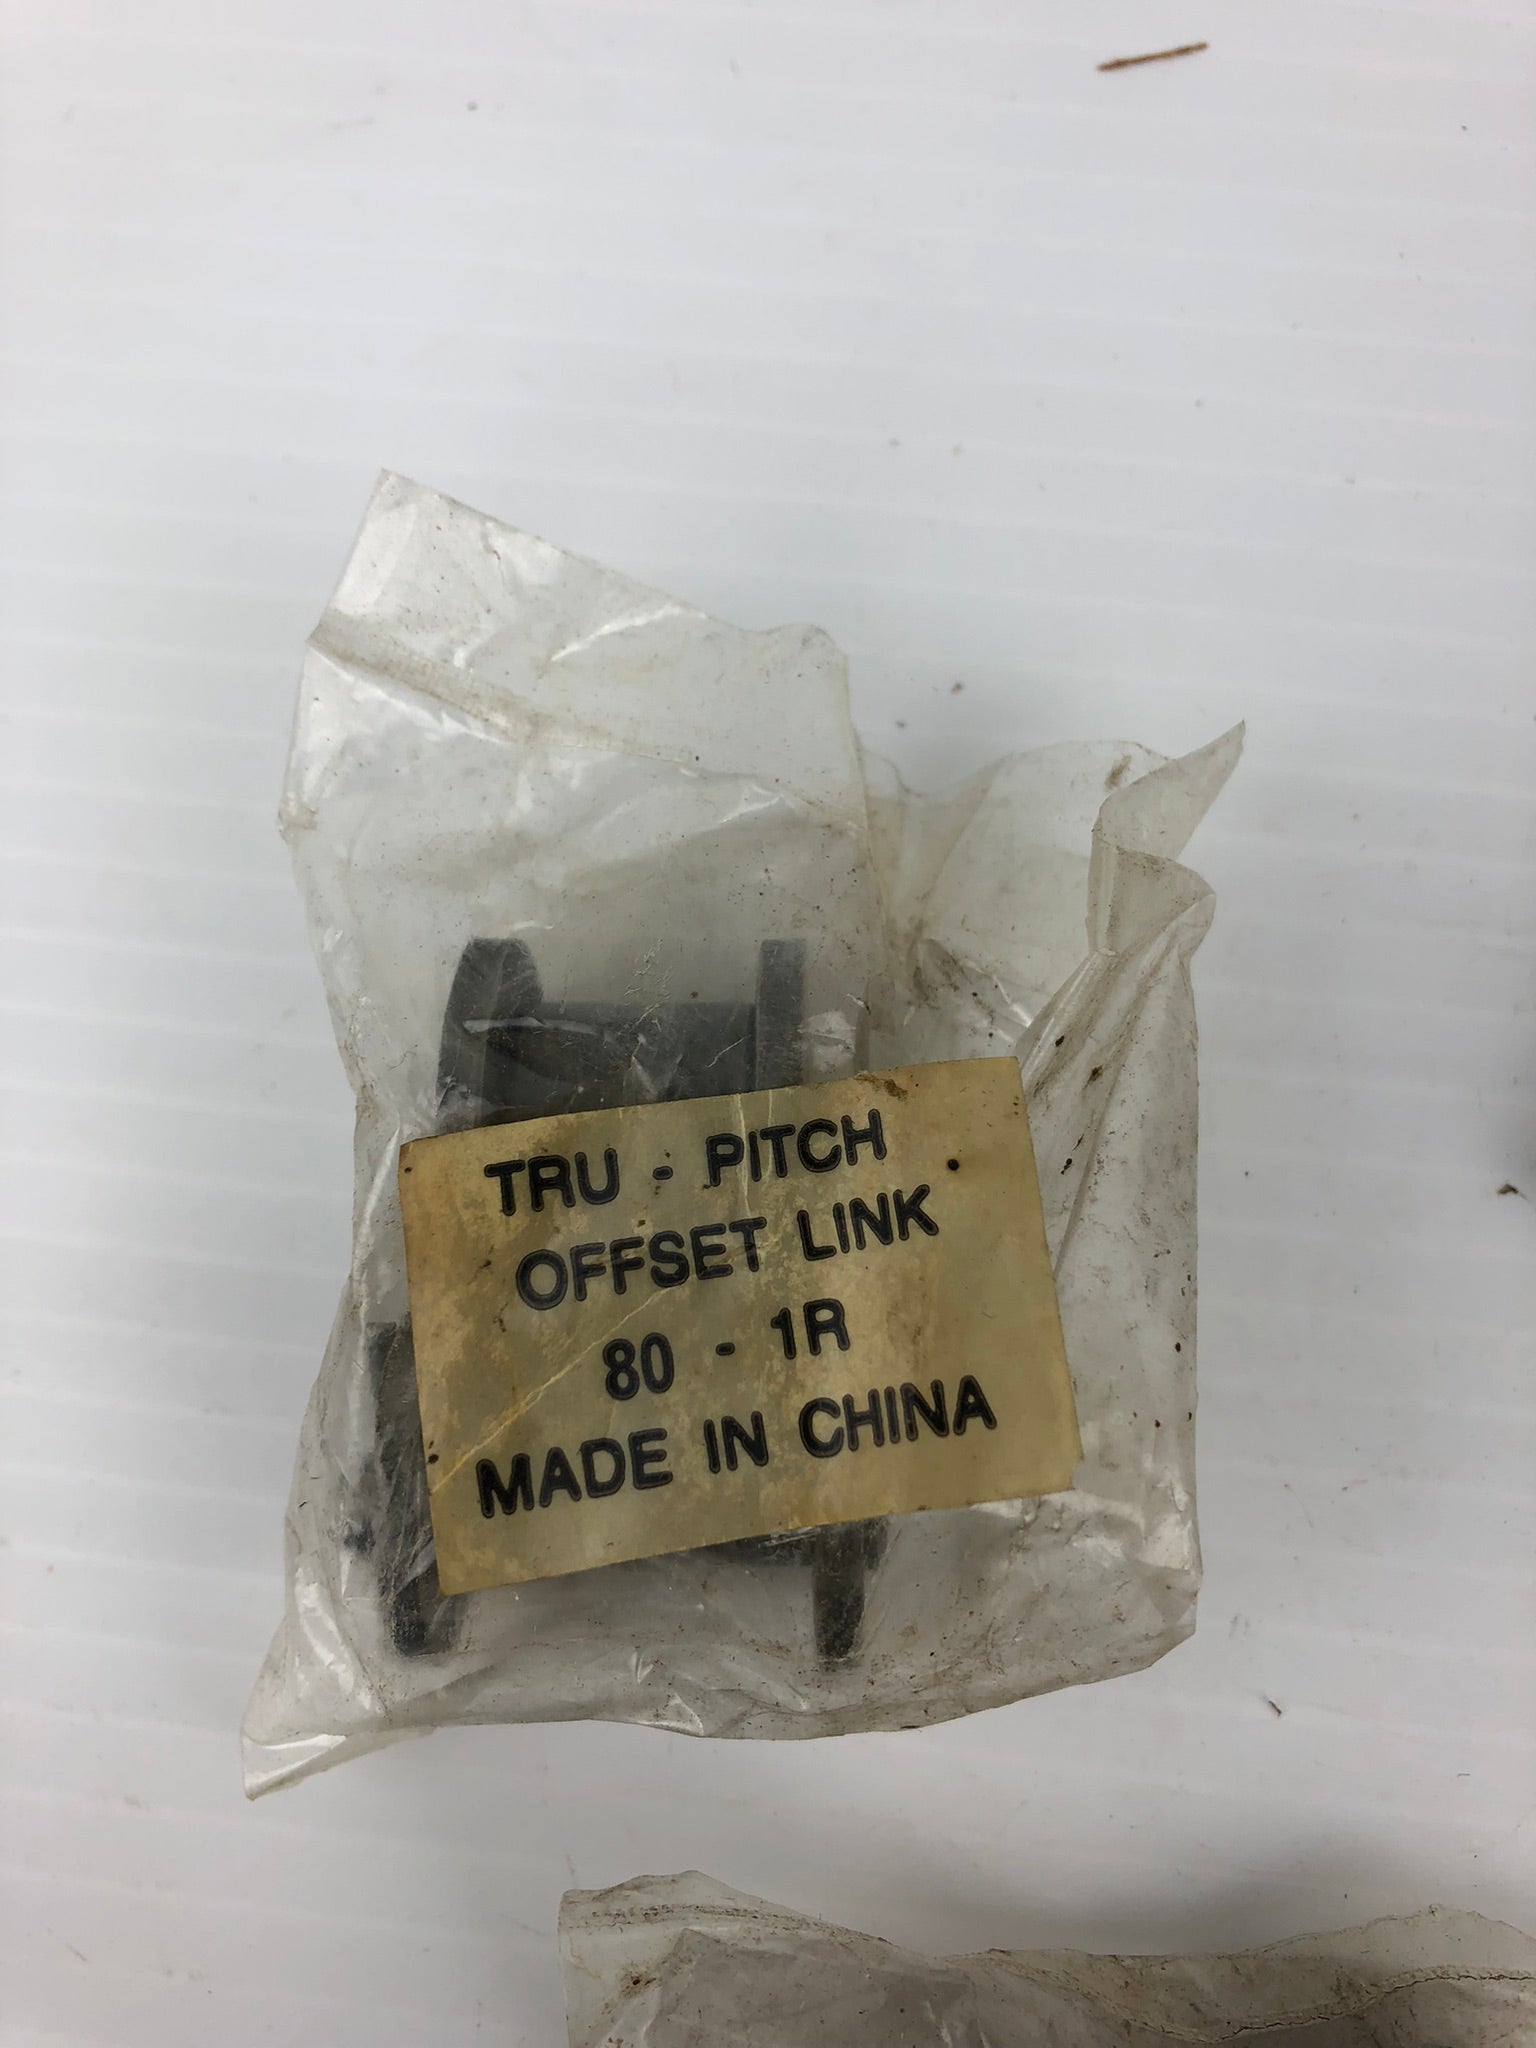 TRU - PITCH
OFFSET LINK
80 - 1R
MADE IN CHINA